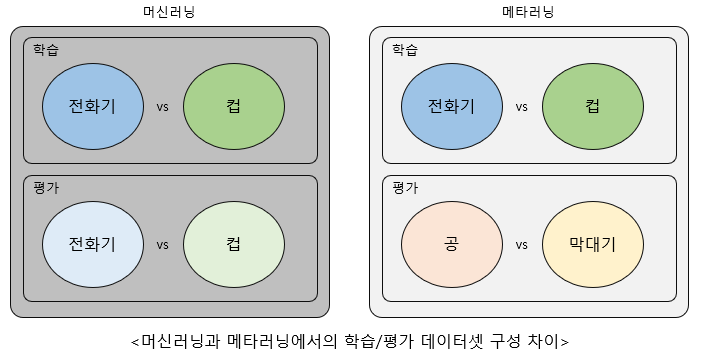 머신러닝
학습
전화기 vs 컵
평가
전화기 vs 컵
메타러닝
학습
전화기 vs 컵
평가
공 vs 막대기
<머신러닝과 메타러닝에서의 학습/평가 데이터셋 구성 차이>